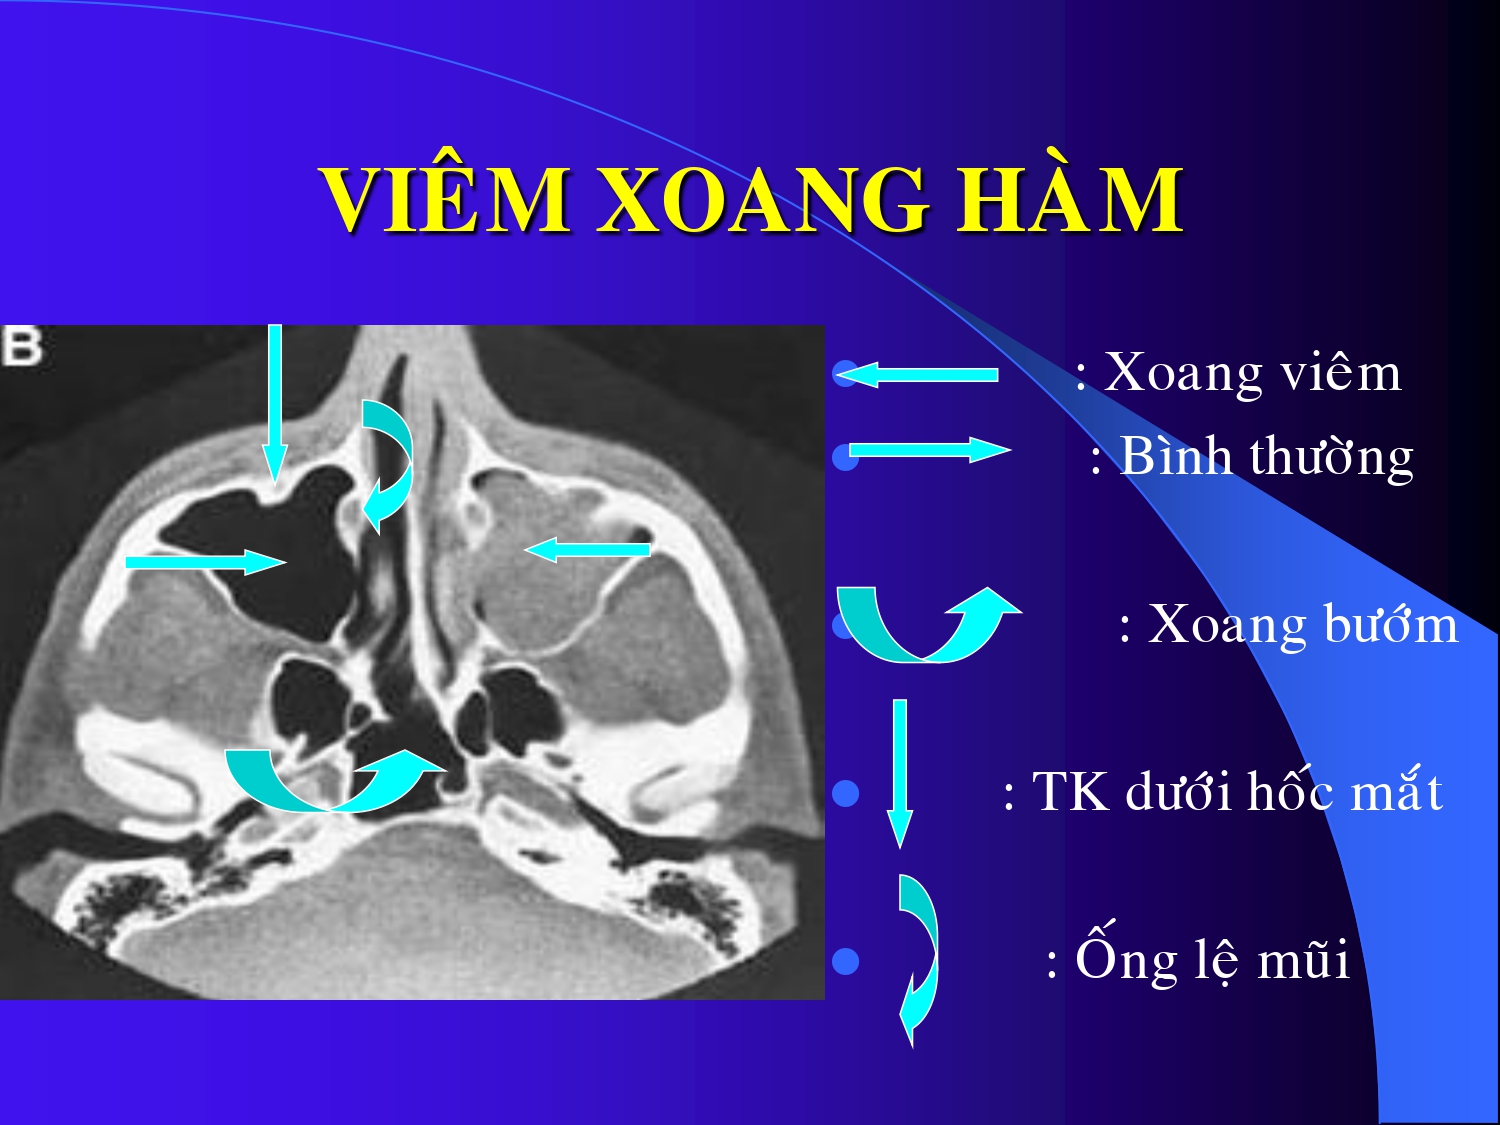 VIÊM XOANG HÀM
B
: Xoang viêm
: Bình thường
: Xoang bướm
: TK dưới hốc mắt
: Ống lệ mũi